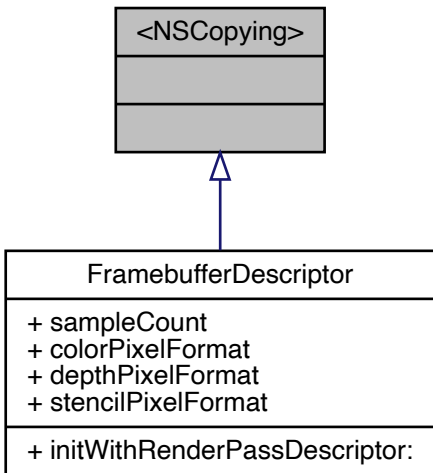 <NSCopying>
FramebufferDescriptor
+ sampleCount
+ colorPixelFormat
+ depthPixelFormat
+ stencilPixelFormat
+ initWithRenderPassDescriptor: